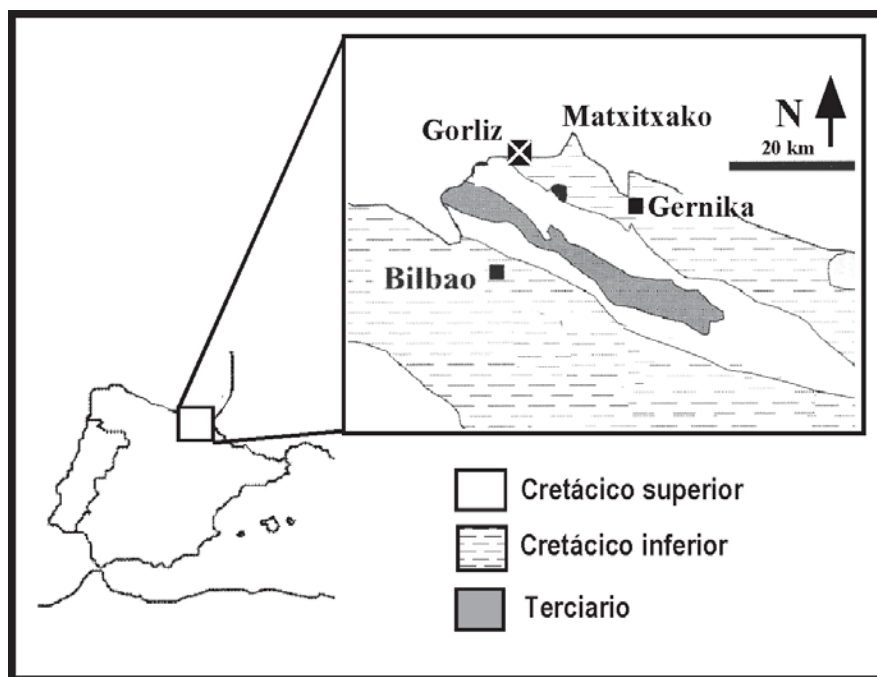 Matxitxako
Gorliz
N
20 km
Gernika
Bilbao
Cretácico superior
Cretácico inferior
Terciario